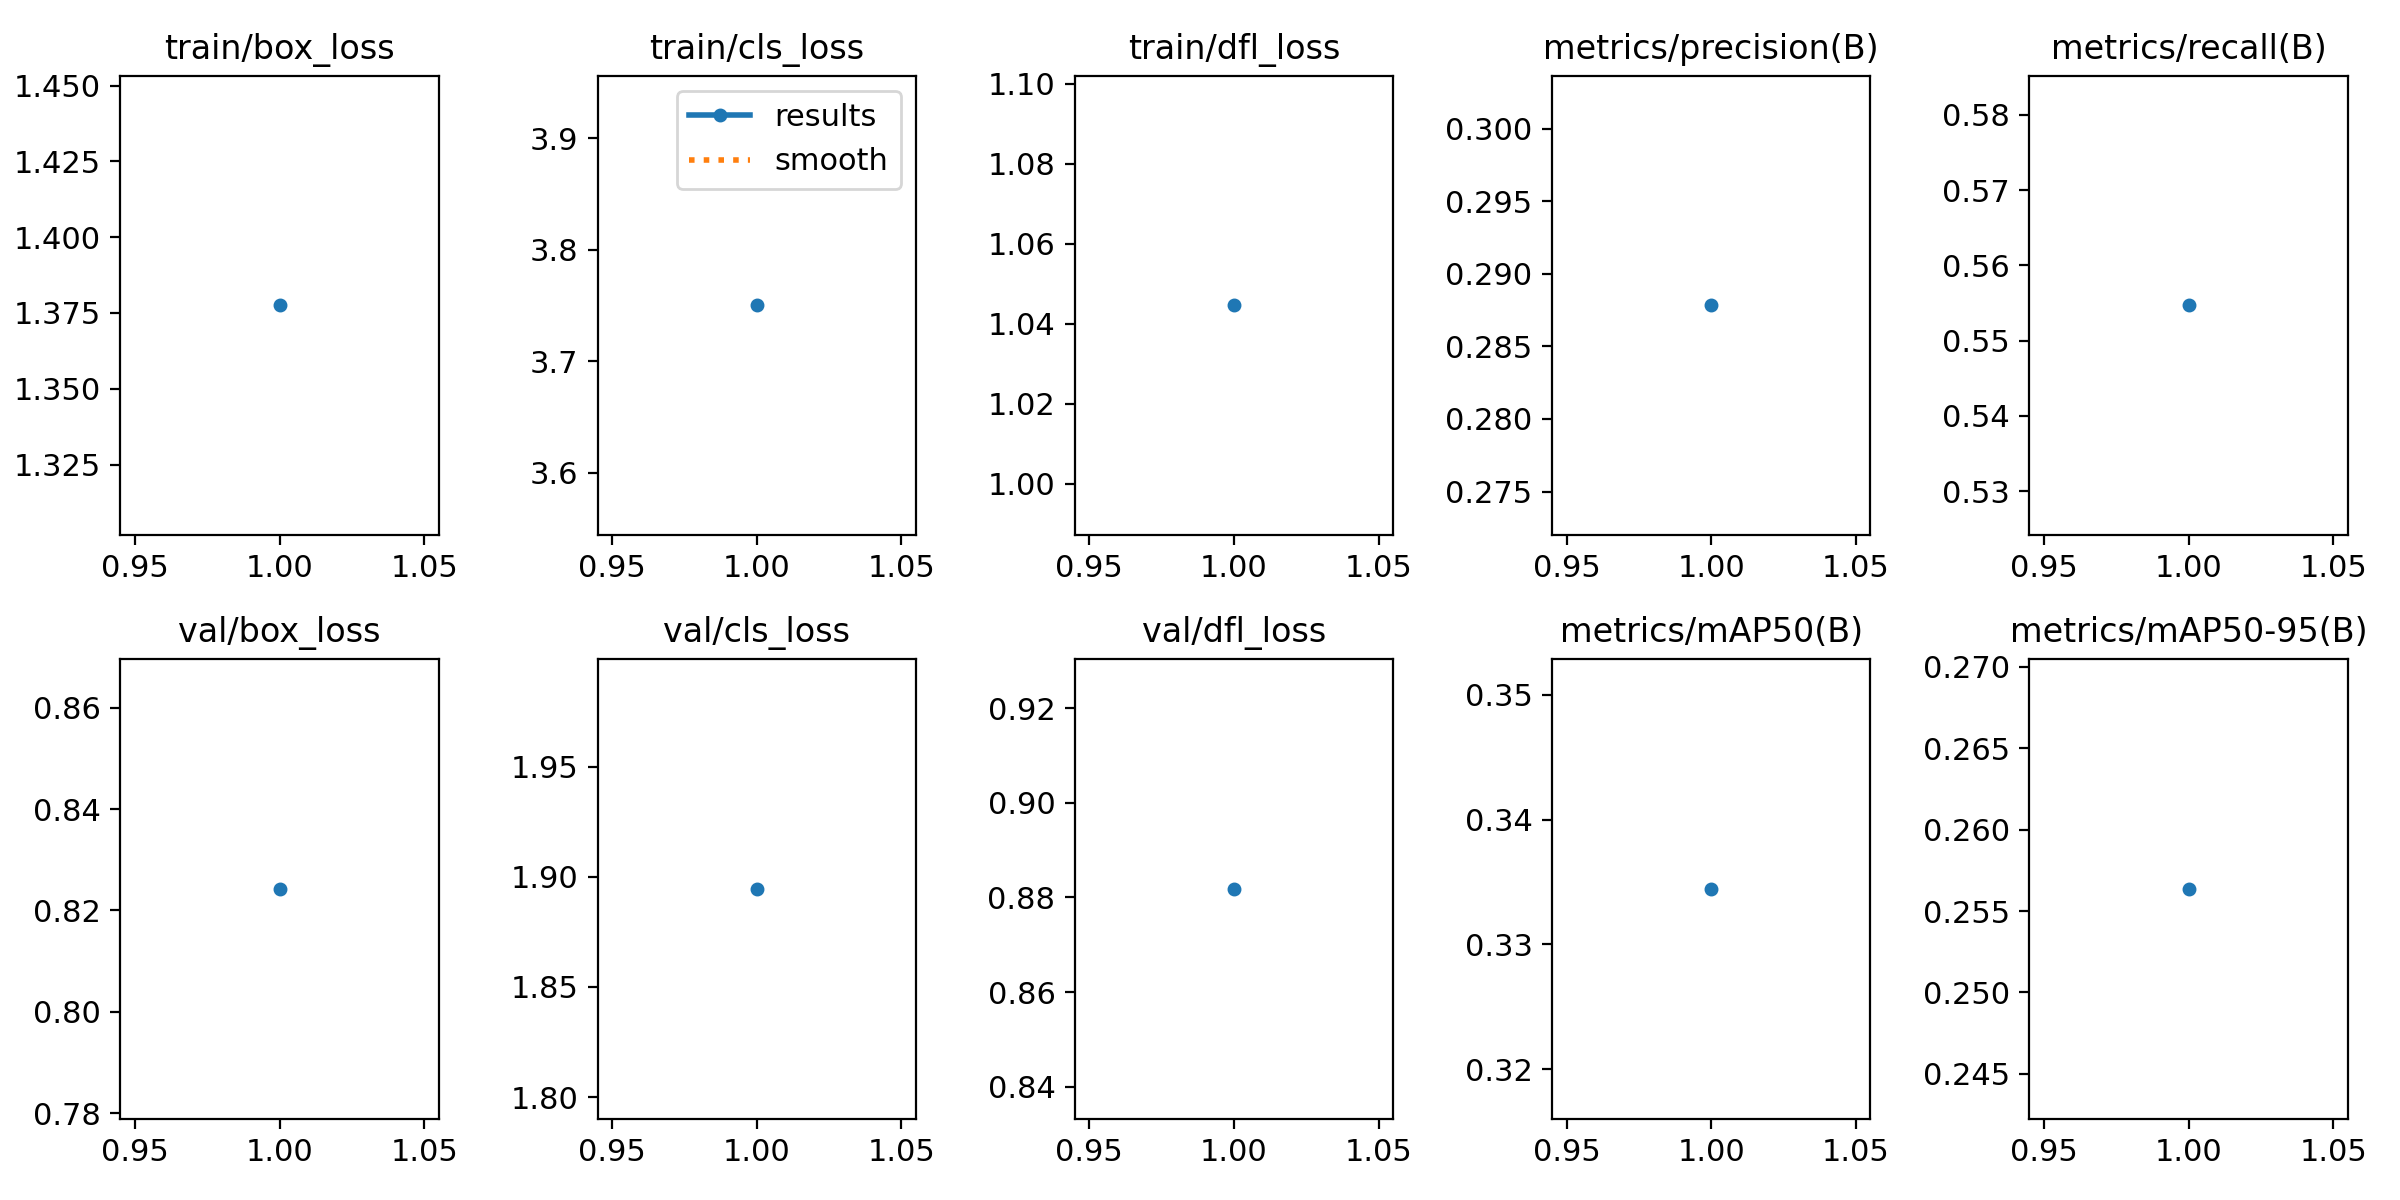 train/box_loss
1.450
1.425
1.400
1.375
1.350
1.325
0.95 1.00 1.05
train/cls_loss
results
smooth
3.9
3.8
3.7
3.6
0.95 1.00 1.05
train/dfl_loss
1.10
1.08
1.06
1.04
1.02
1.00
0.95 1.00 1.05
metrics/precision(B)
0.300
0.295
0.290
0.285
0.280
0.275
0.95 1.00 1.05
metrics/recall(B)
0.58
0.57
0.56
0.55
0.54
0.53
0.95 1.00 1.05
val/box_loss
0.86
0.84
0.82
0.80
0.78
0.95 1.00 1.05
val/cls_loss
1.95
1.90
1.85
1.80
0.95 1.00 1.05
val/dfl_loss
0.92
0.90
0.88
0.86
0.84
0.95 1.00 1.05
metrics/mAP50(B)
0.35
0.34
0.33
0.32
0.95 1.00 1.05
metrics/mAP50-95(B)
0.270
0.265
0.260
0.255
0.250
0.245
0.95 1.00 1.05